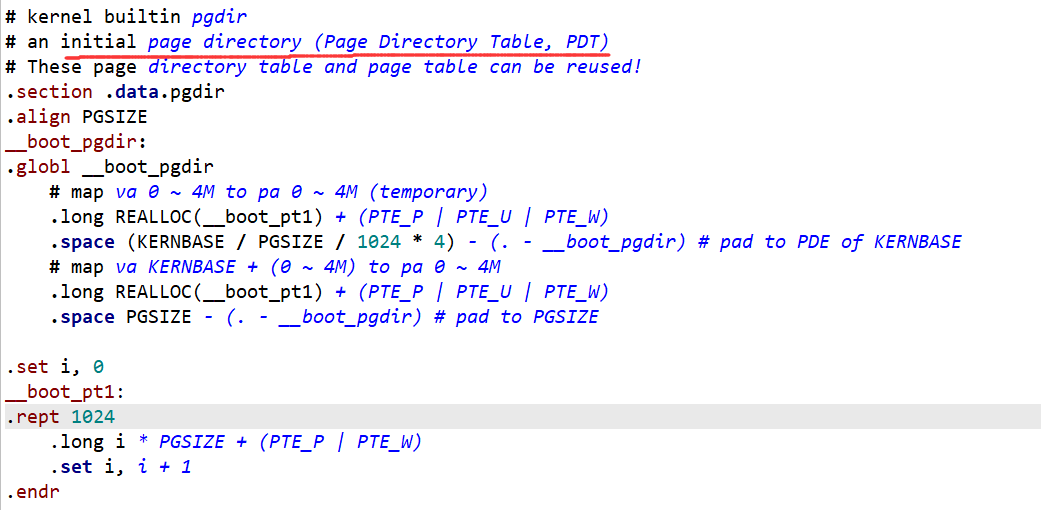 # kernel builtin pgdir
# an initial page directory (Page Directory Table, PDT)
# These page directory table and page table can be reused!
.section .data.pgdir
.align PGSIZE
__boot_pgdir:
.globl __boot_pgdir
    # map va 0 ~ 4M to pa 0 ~ 4M (temporary)
    .long REALLOC(__boot_pt1) + (PTE_P | PTE_U | PTE_W)
    .space (KERNBASE / PGSIZE / 1024 * 4) - (. - __boot_pgdir) # pad to PDE of KERNBASE
    # map va KERNBASE + (0 ~ 4M) to pa 0 ~ 4M
    .long REALLOC(__boot_pt1) + (PTE_P | PTE_U | PTE_W)
    .space PGSIZE - (. - __boot_pgdir) # pad to PGSIZE
.set i, 0
__boot_pt1:
.rept 1024
    .long i * PGSIZE + (PTE_P | PTE_W)
    .set i, i + 1
.endr